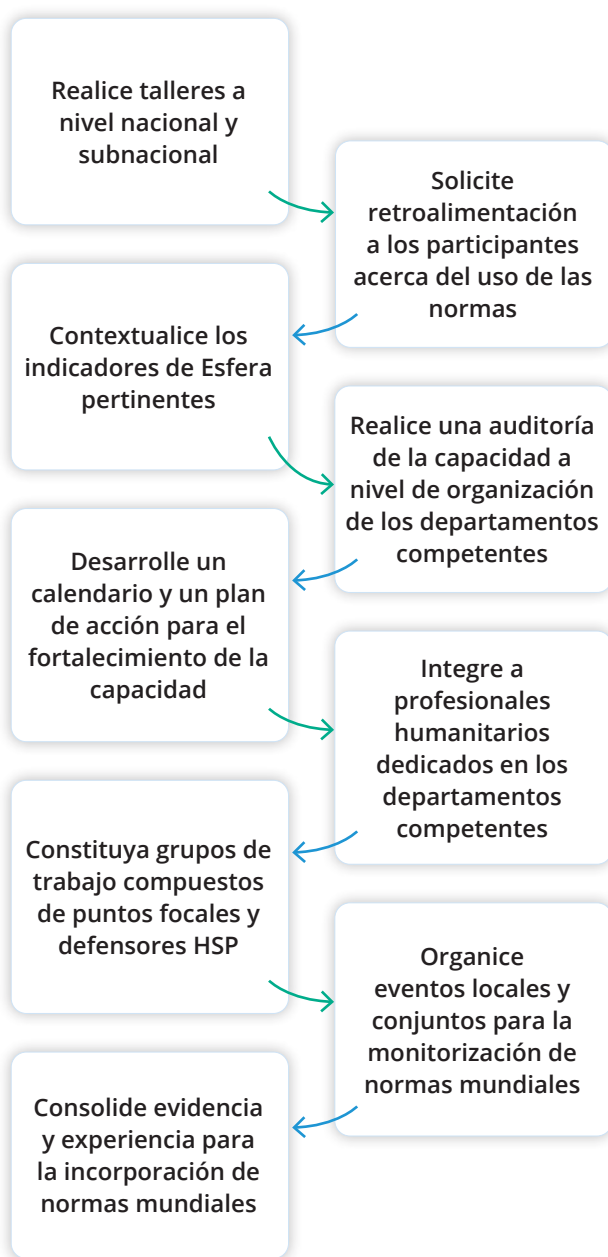 Realice talleres a
nivel nacional y
subnacional
Solicite
retroalimentación
a los participantes
acerca del uso de las
normas
Contextualice los
indicadores de Esfera
pertinentes
Realice una auditoría
de la capacidad a
nivel de organización
de los departamentos
competentes
Desarrolle un
calendario y un plan
de acción para el
fortalecimiento de la
capacidad
Integre a
profesionales
humanitarios
dedicados en los
departamentos
competentes
Constituya grupos de
trabajo compuestos
de puntos focales y
defensores HSP
Organice
eventos locales y
conjuntos para la
monitorización de
normas mundiales
Consolide evidencia
y experiencia para
la incorporación de
normas mundiales